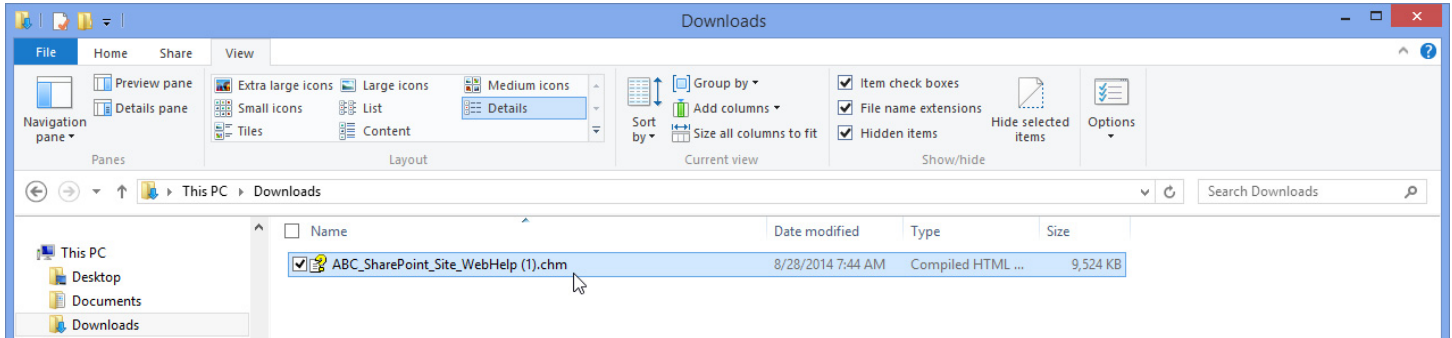 Downloads
File Home Share View
Navigation pane
Preview pane
Details pane
Panes
Extra large icons Large icons Medium icons
Small icons List Details
Tiles Content
Layout
Sort by
Group by
Add columns
Size all columns to fit
Current view
Item check boxes
File name extensions
Hidden items
Hide selected items
Show/hide
Options
This PC Downloads
Search Downloads
This PC
Desktop
Documents
Downloads
Name Date modified Type Size
ABC_SharePoint_Site_WebHelp (1).chm 8/28/2014 7:44 AM Compiled HTML ... 9,524 KB